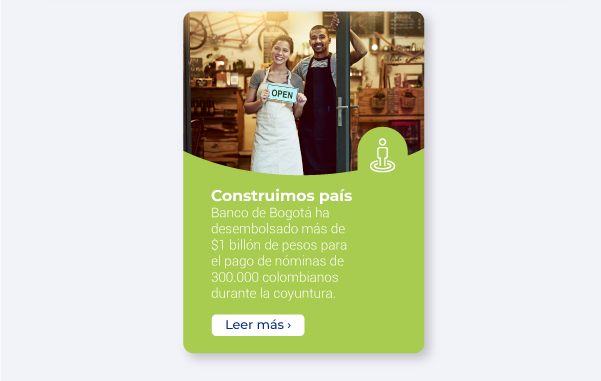 OPEN
Construimos país
Banco de Bogotá ha
desembolsado más de
$1 billón de pesos para
el pago de nóminas de
300.000 colombianos
durante la coyuntura.
Leer más ›